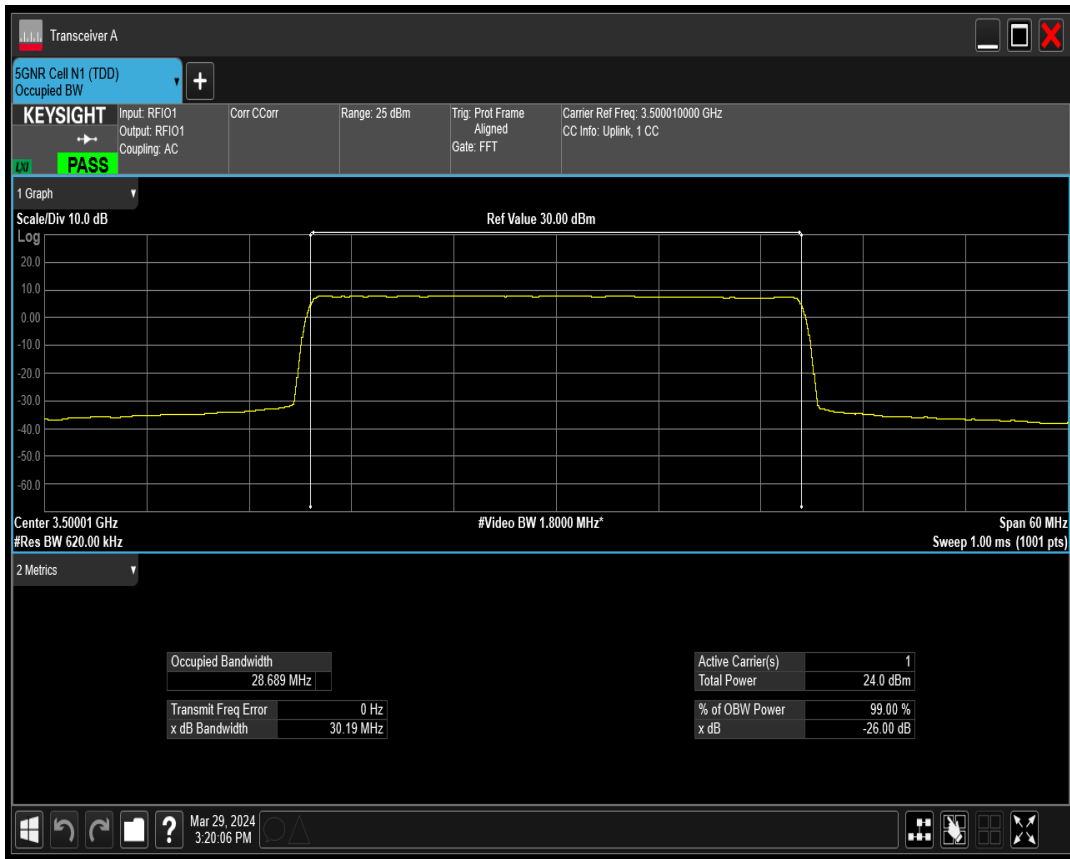 Transceiver A
5GNR Cell N1 (TDD)
Occupied BW
+
KEYSIGHT
LXI
PASS
Input: RFIO1
Output: RFIO1
Coupling: AC
Corr CCorr
Range: 25 dBm
Trig: Prot Frame
Aligned
Gate: FFT
Carrier Ref Freq: 3.500010000 GHz
CC Info: Uplink, 1 CC
1 Graph
Scale/Div 10.0 dB
Ref Value 30.00 dBm
Log
20.0
10.0
0.00
-10.0
-20.0
-30.0
-40.0
-50.0
-60.0
Center 3.50001 GHz
#Video BW 1.8000 MHz*
Span 60 MHz
#Res BW 620.00 kHz
Sweep 1.00 ms (1001 pts)
2 Metrics
Occupied Bandwidth
28.689 MHz
Transmit Freq Error 0 Hz
x dB Bandwidth 30.19 MHz
Active Carrier(s) 1
Total Power 24.0 dBm
% of OBW Power 99.00 %
x dB -26.00 dB
?
Mar 29, 2024
3:20:06 PM